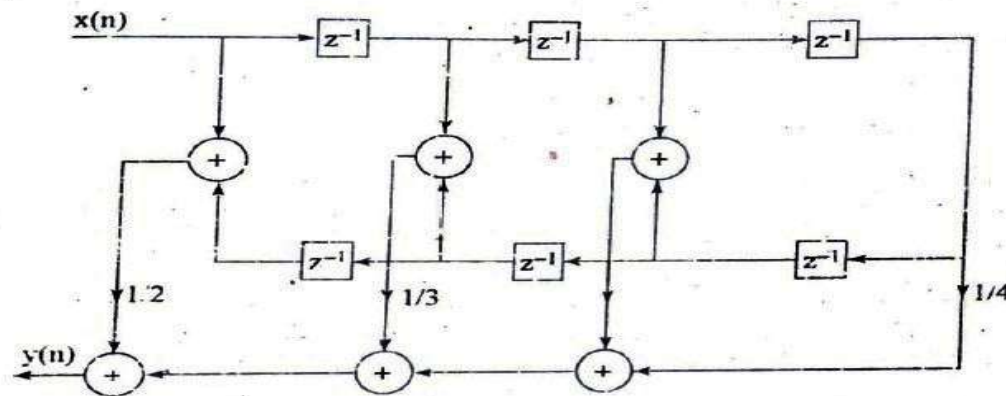 x(n)
z⁻¹ z⁻¹ z⁻¹
+ + +
z⁻¹ z⁻¹ z⁻¹
1/2 1/3 1/4
y(n)
+ + +